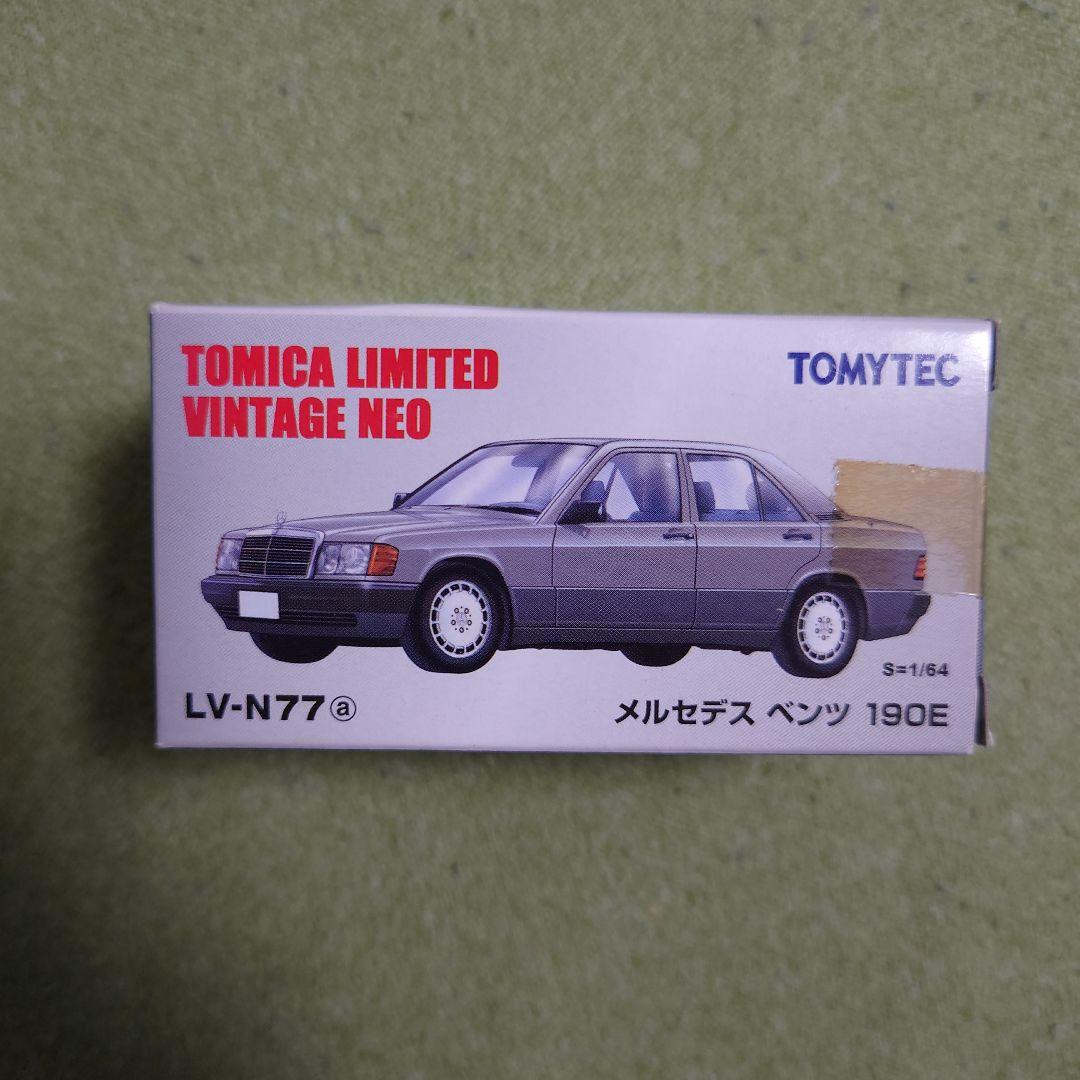 TOMICA LIMITED
VINTAGE NEO
TOMYTEC
S=1/64
LV-N77ⓐ
メルセデス ベンツ 190E